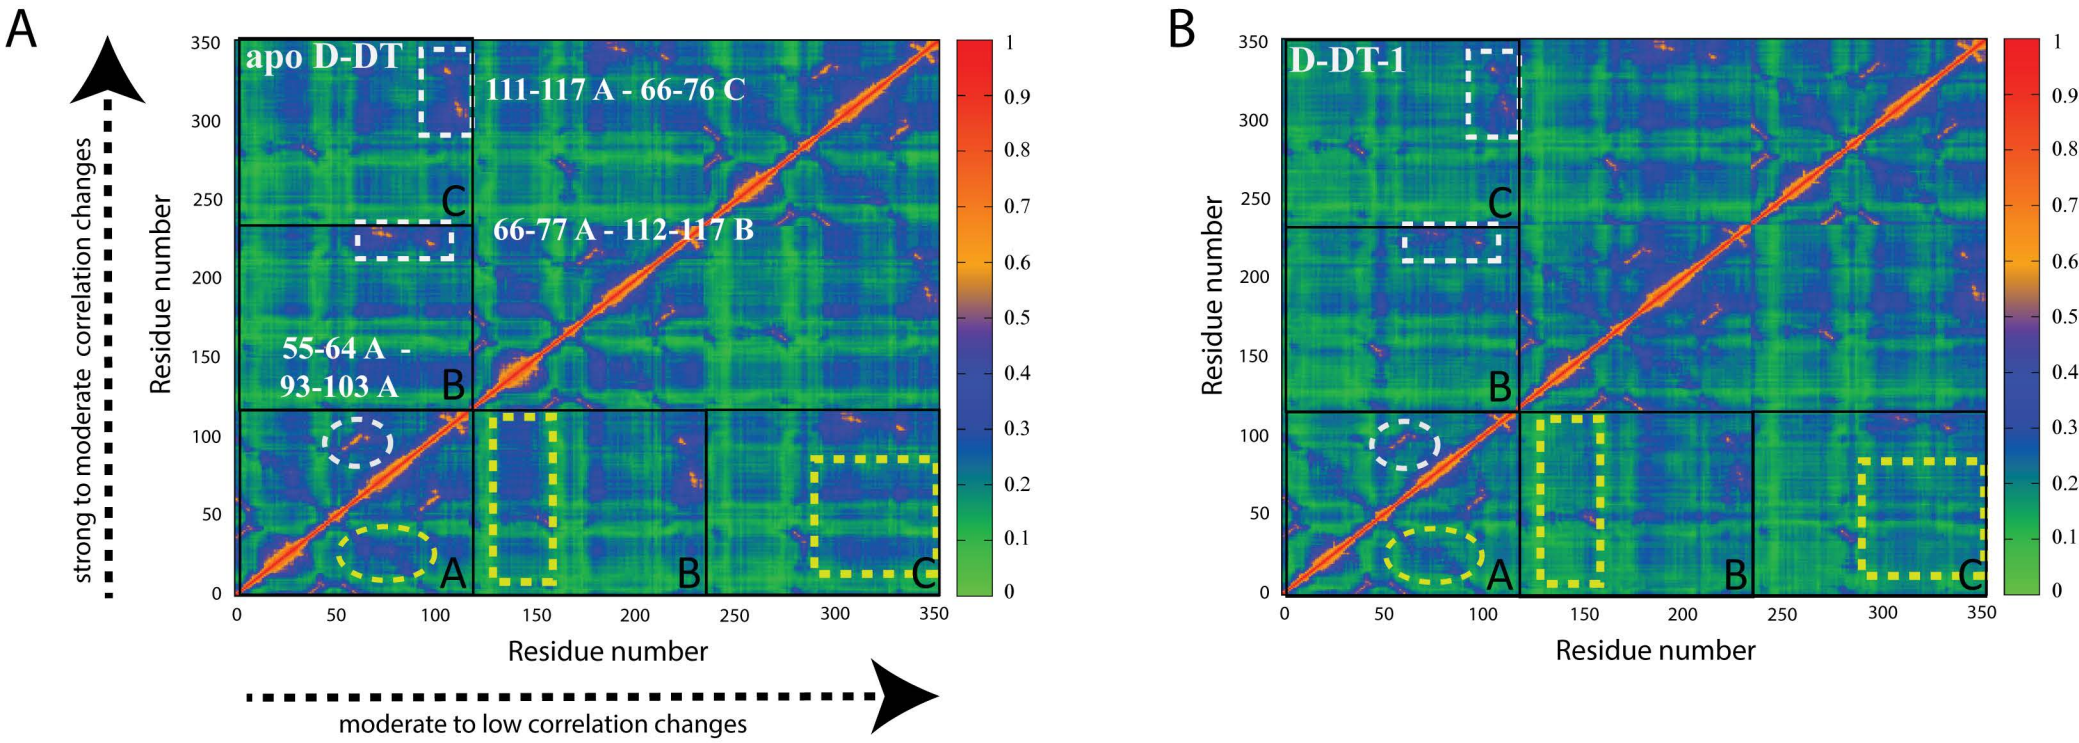 A
strong to moderate correlation changes
Residue number
350
300
250
200
150
100
50
0
apo D-DT
111-117 A - 66-76 C
C
66-77 A - 112-117 B
55-64 A -
93-103 A
B
A
B
C
0
50
100
150
200
250
300
350
Residue number
moderate to low correlation changes
1
0.9
0.8
0.7
0.6
0.5
0.4
0.3
0.2
0.1
0
B
Residue number
350
300
250
200
150
100
50
0
D-DT-1
C
B
A
B
C
0
50
100
150
200
250
300
350
Residue number
1
0.9
0.8
0.7
0.6
0.5
0.4
0.3
0.2
0.1
0